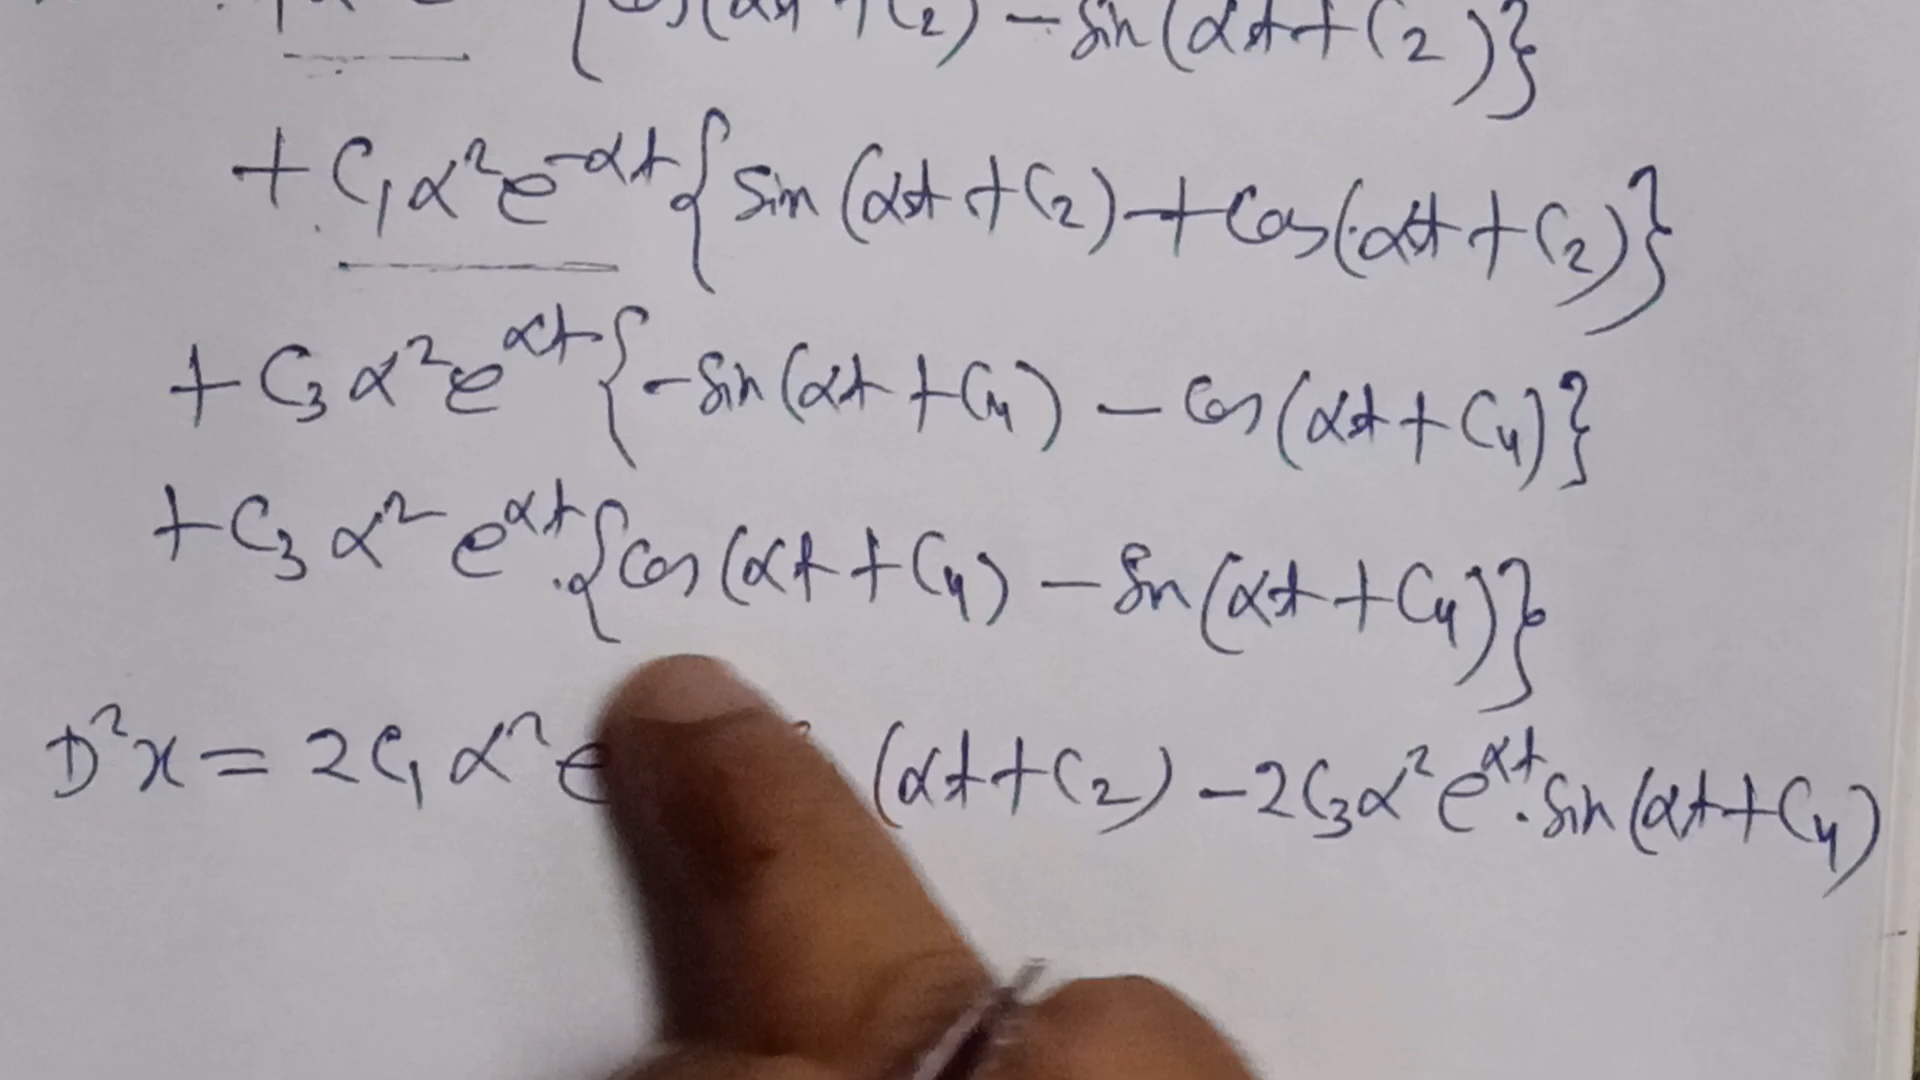 {cos(αt + C₂) - sin(αt + C₂)}
+ C₁α²e^{-αt}{sin(αt + C₂) + cos(αt + C₂)}
+ C₃α²e^{αt}{-sin(αt + C₄) - cos(αt + C₄)}
+ C₃α²e^{αt}.{cos(αt + C₄) - sin(αt + C₄)}
D²x = 2C₁α²e (αt + C₂) - 2C₃α²e^{αt}.sin(αt + C₄)